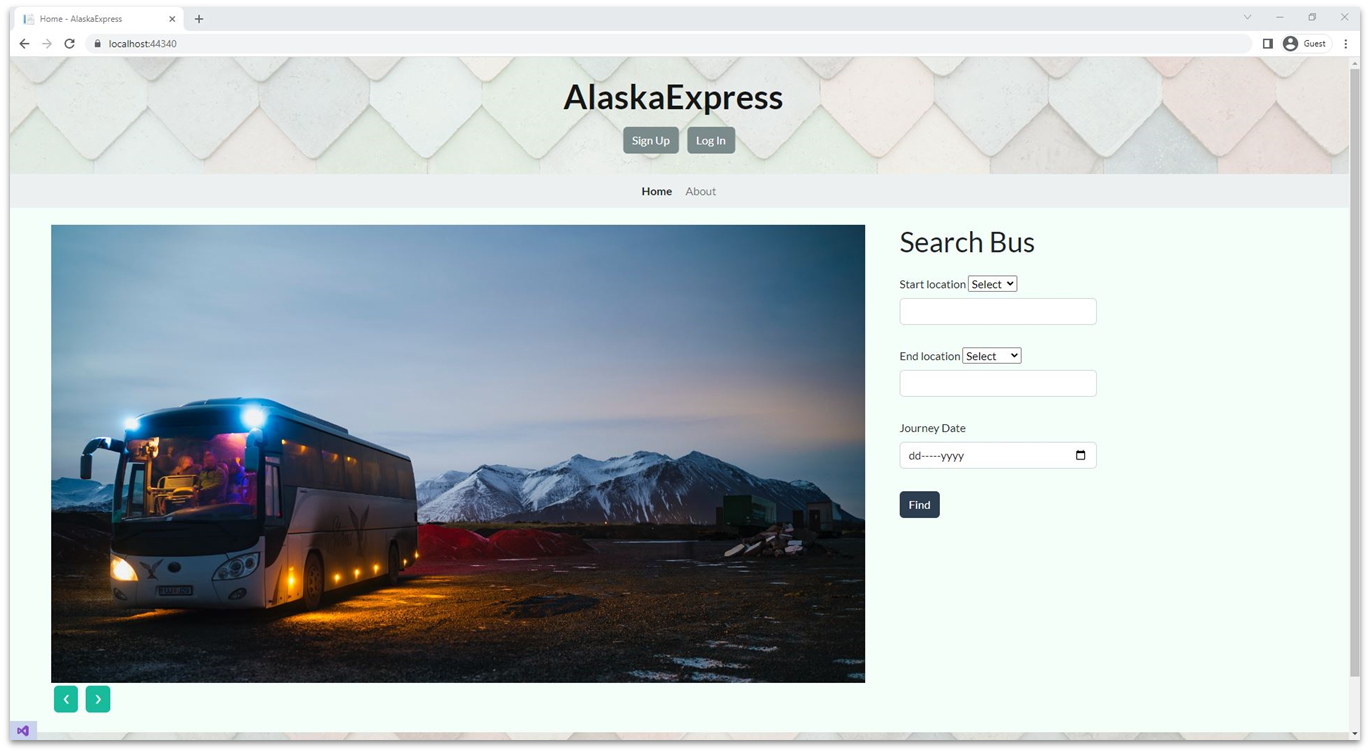 Home - AlaskaExpress
localhost:44340
Guest
AlaskaExpress
Sign Up Log In
Home About
Search Bus
Start location Select
End location Select
Journey Date
dd-----yyyy
Find